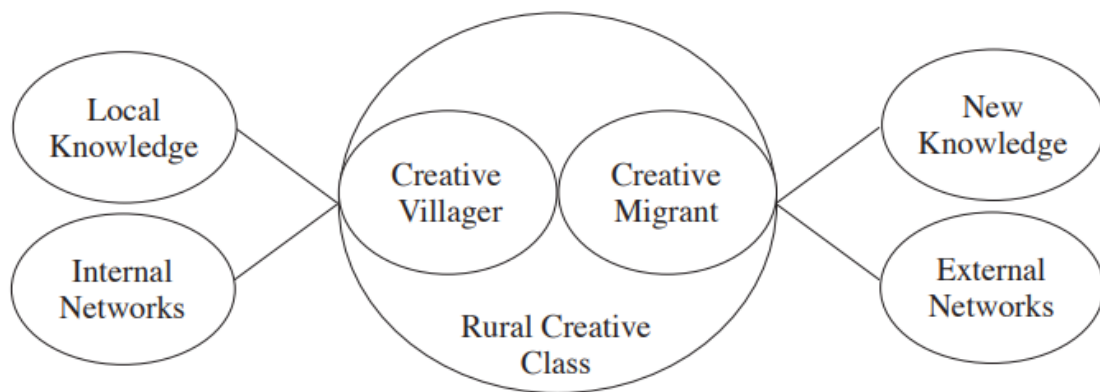 Local
Knowledge
Internal
Networks
Creative
Villager
Creative
Migrant
Rural Creative
Class
New
Knowledge
External
Networks